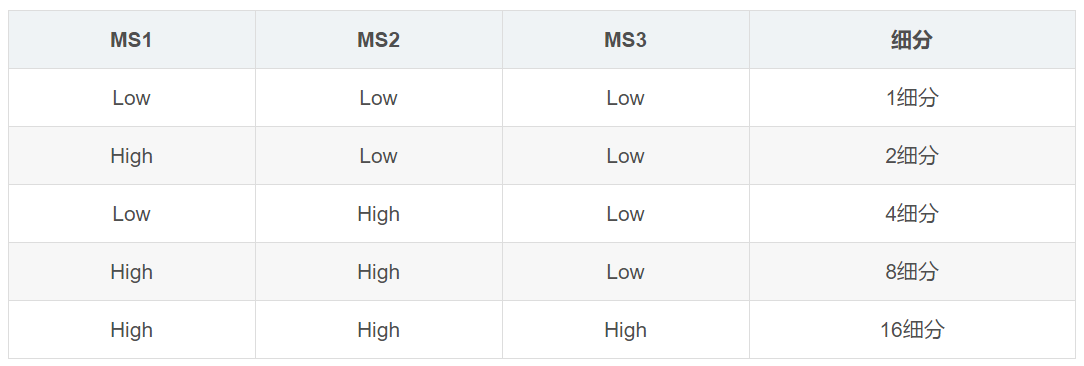 MS1 MS2 MS3 细分
Low Low Low 1细分
High Low Low 2细分
Low High Low 4细分
High High Low 8细分
High High High 16细分